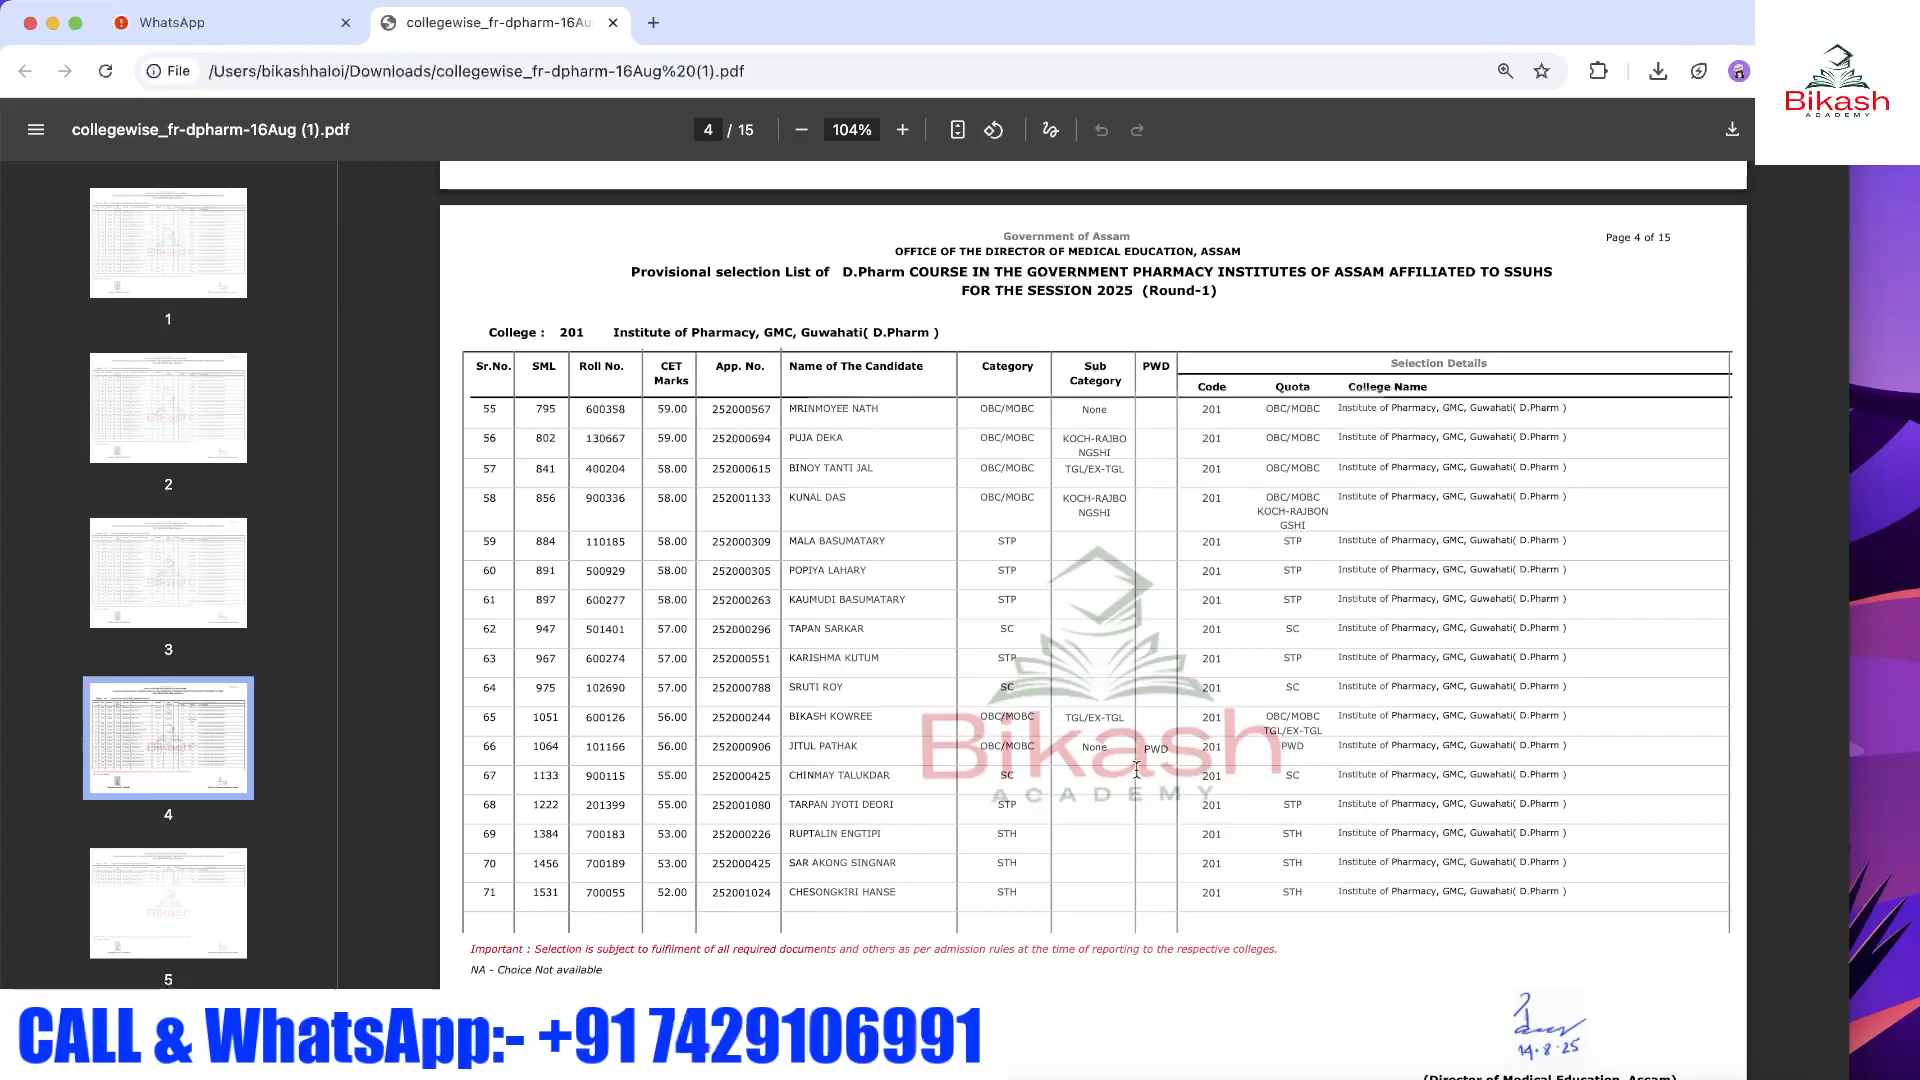 WhatsApp
collegewise_fr-dpharm-16Au
File /Users/bikashhaloi/Downloads/collegewise_fr-dpharm-16Aug%20(1).pdf
Bikash
ACADEMY
collegewise_fr-dpharm-16Aug (1).pdf
4 / 15
104%
1
2
3
4
5
Government of Assam
Page 4 of 15
OFFICE OF THE DIRECTOR OF MEDICAL EDUCATION, ASSAM
Provisional selection List of D.Pharm COURSE IN THE GOVERNMENT PHARMACY INSTITUTES OF ASSAM AFFILIATED TO SSUHS
FOR THE SESSION 2025 (Round-1)
College : 201 Institute of Pharmacy, GMC, Guwahati( D.Pharm )
Sr.No. SML Roll No. CET Marks App. No. Name of The Candidate Category Sub Category PWD Selection Details
Code Quota College Name
55 795 600358 59.00 252000567 MRINMOYEE NATH OBC/MOBC None 201 OBC/MOBC Institute of Pharmacy, GMC, Guwahati( D.Pharm )
56 802 130667 59.00 252000694 PUJA DEKA OBC/MOBC KOCH-RAJBO NGSHI 201 OBC/MOBC Institute of Pharmacy, GMC, Guwahati( D.Pharm )
57 841 400204 58.00 252000615 BINOY TANTI JAL OBC/MOBC TGL/EX-TGL 201 OBC/MOBC Institute of Pharmacy, GMC, Guwahati( D.Pharm )
58 856 900336 58.00 252001133 KUNAL DAS OBC/MOBC KOCH-RAJBO NGSHI 201 OBC/MOBC KOCH-RAJBON GSHI Institute of Pharmacy, GMC, Guwahati( D.Pharm )
59 884 110185 58.00 252000309 MALA BASUMATARY STP 201 STP Institute of Pharmacy, GMC, Guwahati( D.Pharm )
60 891 500929 58.00 252000305 POPIYA LAHARY STP 201 STP Institute of Pharmacy, GMC, Guwahati( D.Pharm )
61 897 600277 58.00 252000263 KAUMUDI BASUMATARY STP 201 STP Institute of Pharmacy, GMC, Guwahati( D.Pharm )
62 947 501401 57.00 252000296 TAPAN SARKAR SC 201 SC Institute of Pharmacy, GMC, Guwahati( D.Pharm )
63 967 600274 57.00 252000551 KARISHMA KUTUM STP 201 STP Institute of Pharmacy, GMC, Guwahati( D.Pharm )
64 975 102690 57.00 252000788 SRUTI ROY SC 201 SC Institute of Pharmacy, GMC, Guwahati( D.Pharm )
65 1051 600126 56.00 252000244 BIKASH KOWREE OBC/MOBC TGL/EX-TGL 201 OBC/MOBC TGL/EX-TGL Institute of Pharmacy, GMC, Guwahati( D.Pharm )
66 1064 101166 56.00 252000906 JITUL PATHAK OBC/MOBC None PWD 201 PWD Institute of Pharmacy, GMC, Guwahati( D.Pharm )
67 1133 900115 55.00 252000425 CHINMAY TALUKDAR SC 201 SC Institute of Pharmacy, GMC, Guwahati( D.Pharm )
68 1222 201399 55.00 252001080 TARPAN JYOTI DEORI STP 201 STP Institute of Pharmacy, GMC, Guwahati( D.Pharm )
69 1384 700183 53.00 252000226 RUPTALIN ENGTIPI STH 201 STH Institute of Pharmacy, GMC, Guwahati( D.Pharm )
70 1456 700189 53.00 252000425 SAR AKONG SINGNAR STH 201 STH Institute of Pharmacy, GMC, Guwahati( D.Pharm )
71 1531 700055 52.00 252001024 CHESONGKIRI HANSE STH 201 STH Institute of Pharmacy, GMC, Guwahati( D.Pharm )
Bikash
ACADEMY
Important : Selection is subject to fulfilment of all required documents and others as per admission rules at the time of reporting to the respective colleges.
NA - Choice Not available
14.8.25
(Director of Medical Education, Assam)
CALL & WhatsApp:- +91 7429106991